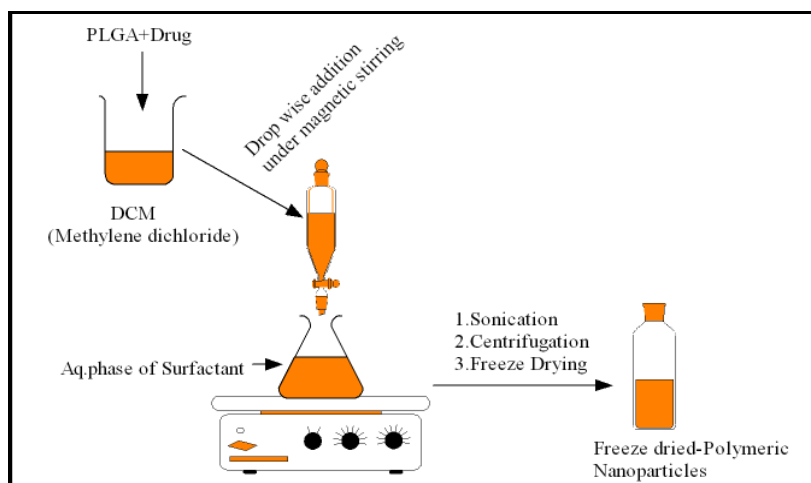 PLGA+Drug
Drop wise addition
under magnetic stirring
DCM
(Methylene dichloride)
Aq.phase of Surfactant
1.Sonication
2.Centrifugation
3.Freeze Drying
Freeze dried-Polymeric
Nanoparticles